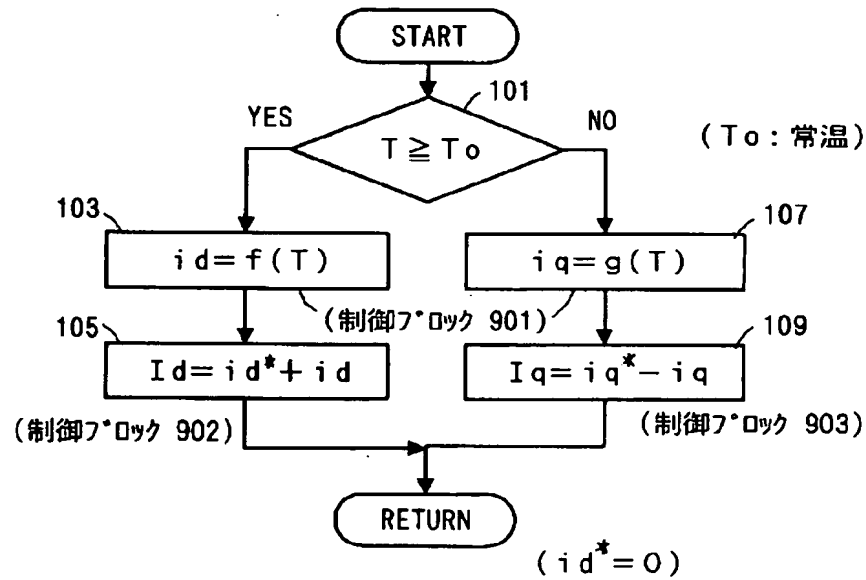 START
101
YES
NO
T≧To
(To:常温)
103
107
id=f(T)
iq=g(T)
(制御ブロック 901)
105
109
Id=id*+id
Iq=iq*-iq
(制御ブロック 902)
(制御ブロック 903)
RETURN
(id*=0)